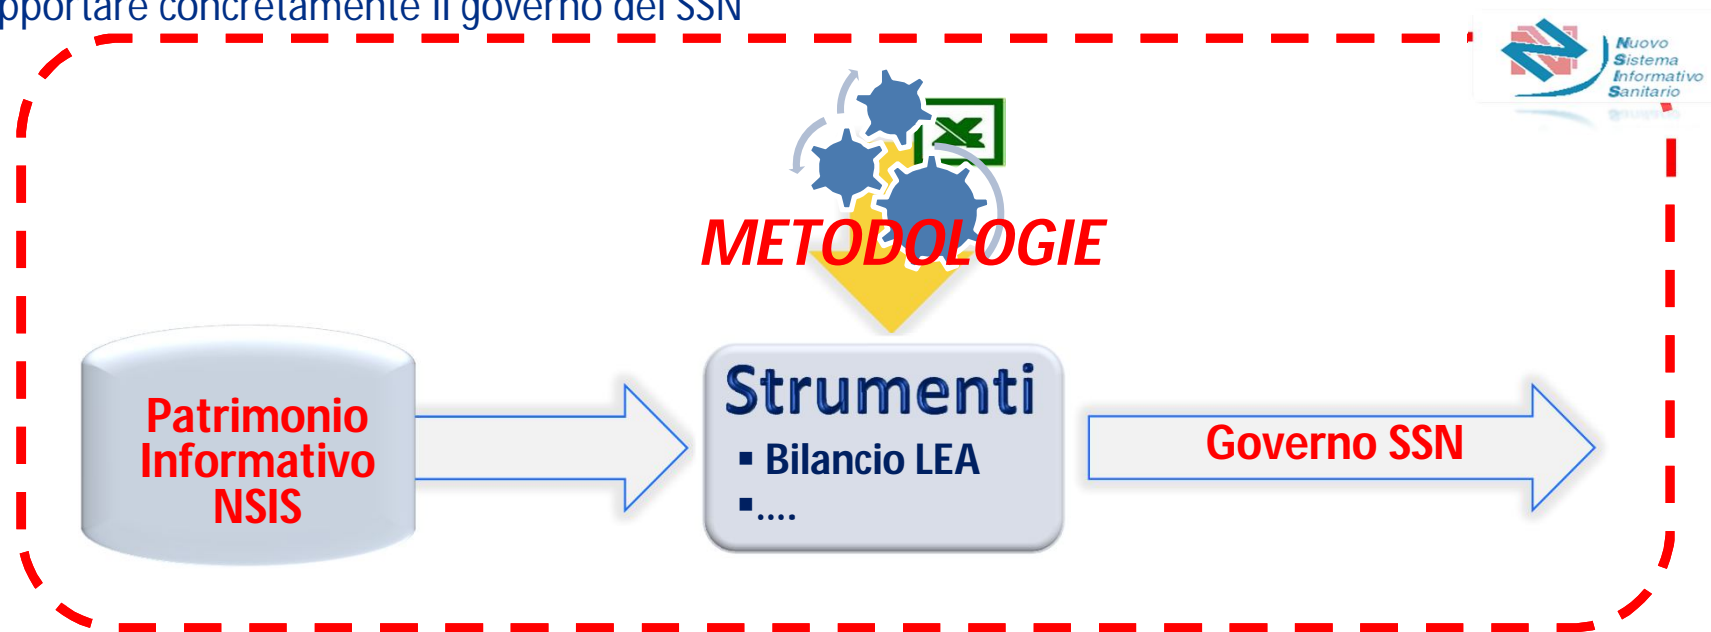 pportare concretamente il governo del SSN
Nuovo
Sistema
Informativo
Sanitario
METODOLOGIE
Patrimonio
Informativo
NSIS
Strumenti
▪ Bilancio LEA
▪....
Governo SSN